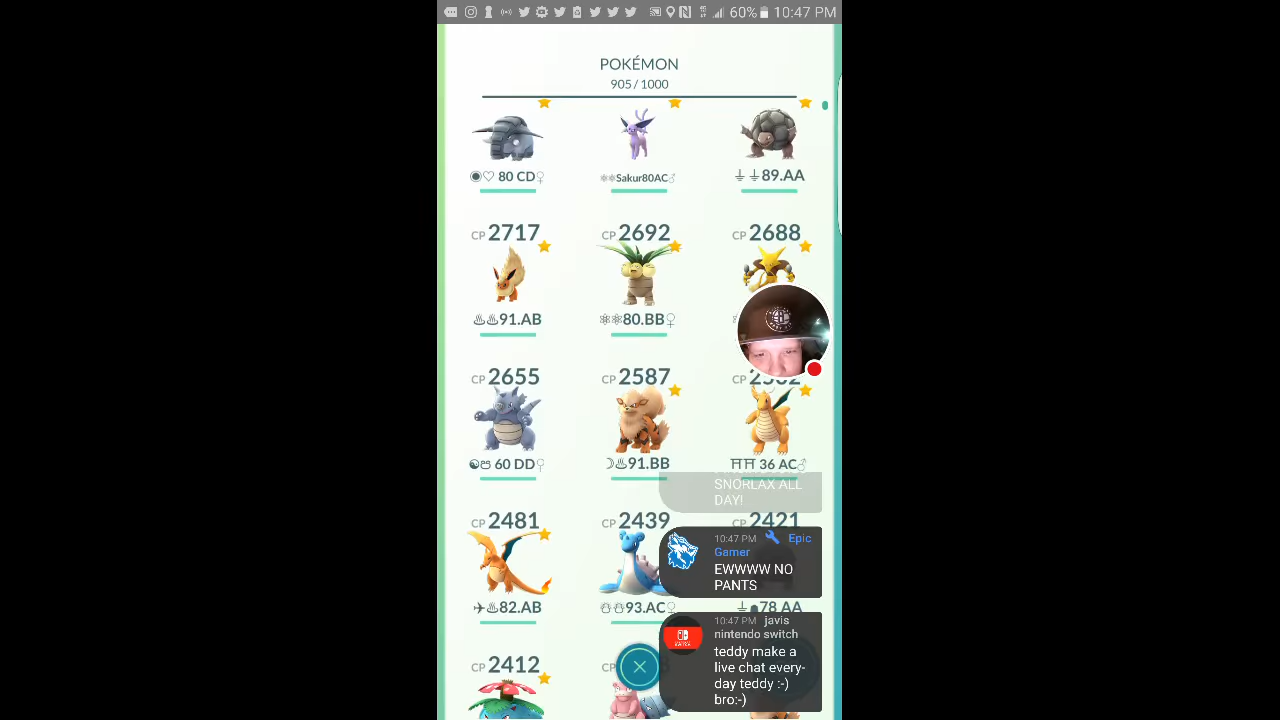 60% 10:47 PM
POKÉMON
905/1000
80 CD♀
Sakur80AC♂
89.AA
CP 2717
CP 2692
CP 2688
91.AB
80.BB♀
CP 2655
CP 2587
60 DD♀
91.BB
36 AC♂
SNORLAX ALL
DAY!
CP 2481
CP 2439
CP 2421
10:47 PM Epic
Gamer
EWWWW NO
PANTS
82.AB
93.AC♀
78 AA
10:47 PM javis
nintendo switch
teddy make a
live chat every-
day teddy :-)
bro:-)
CP 2412